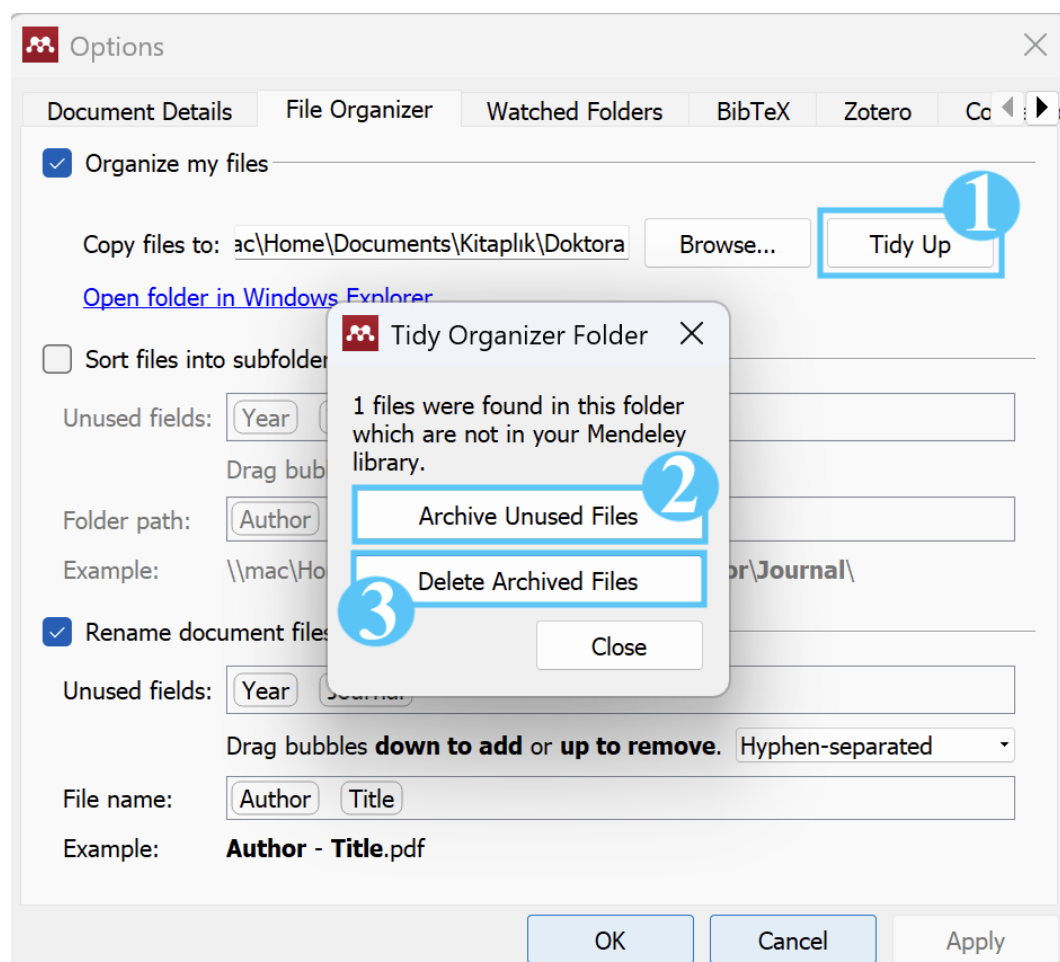 Options
Document Details File Organizer Watched Folders BibTeX Zotero Co
Organize my files
1
Copy files to: ac\Home\Documents\Kitaplık\Doktora Browse... Tidy Up
Open folder in Windows Explorer
Tidy Organizer Folder
Sort files into subfolder
1 files were found in this folder
which are not in your Mendeley
library.
Unused fields: Year
Drag bub
2
Archive Unused Files
Folder path: Author
Example: \\mac\Ho or\Journal\
Delete Archived Files
3
Close
Rename document files
Unused fields: Year Journal
Drag bubbles down to add or up to remove. Hyphen-separated
File name: Author Title
Example: Author - Title.pdf
OK Cancel Apply